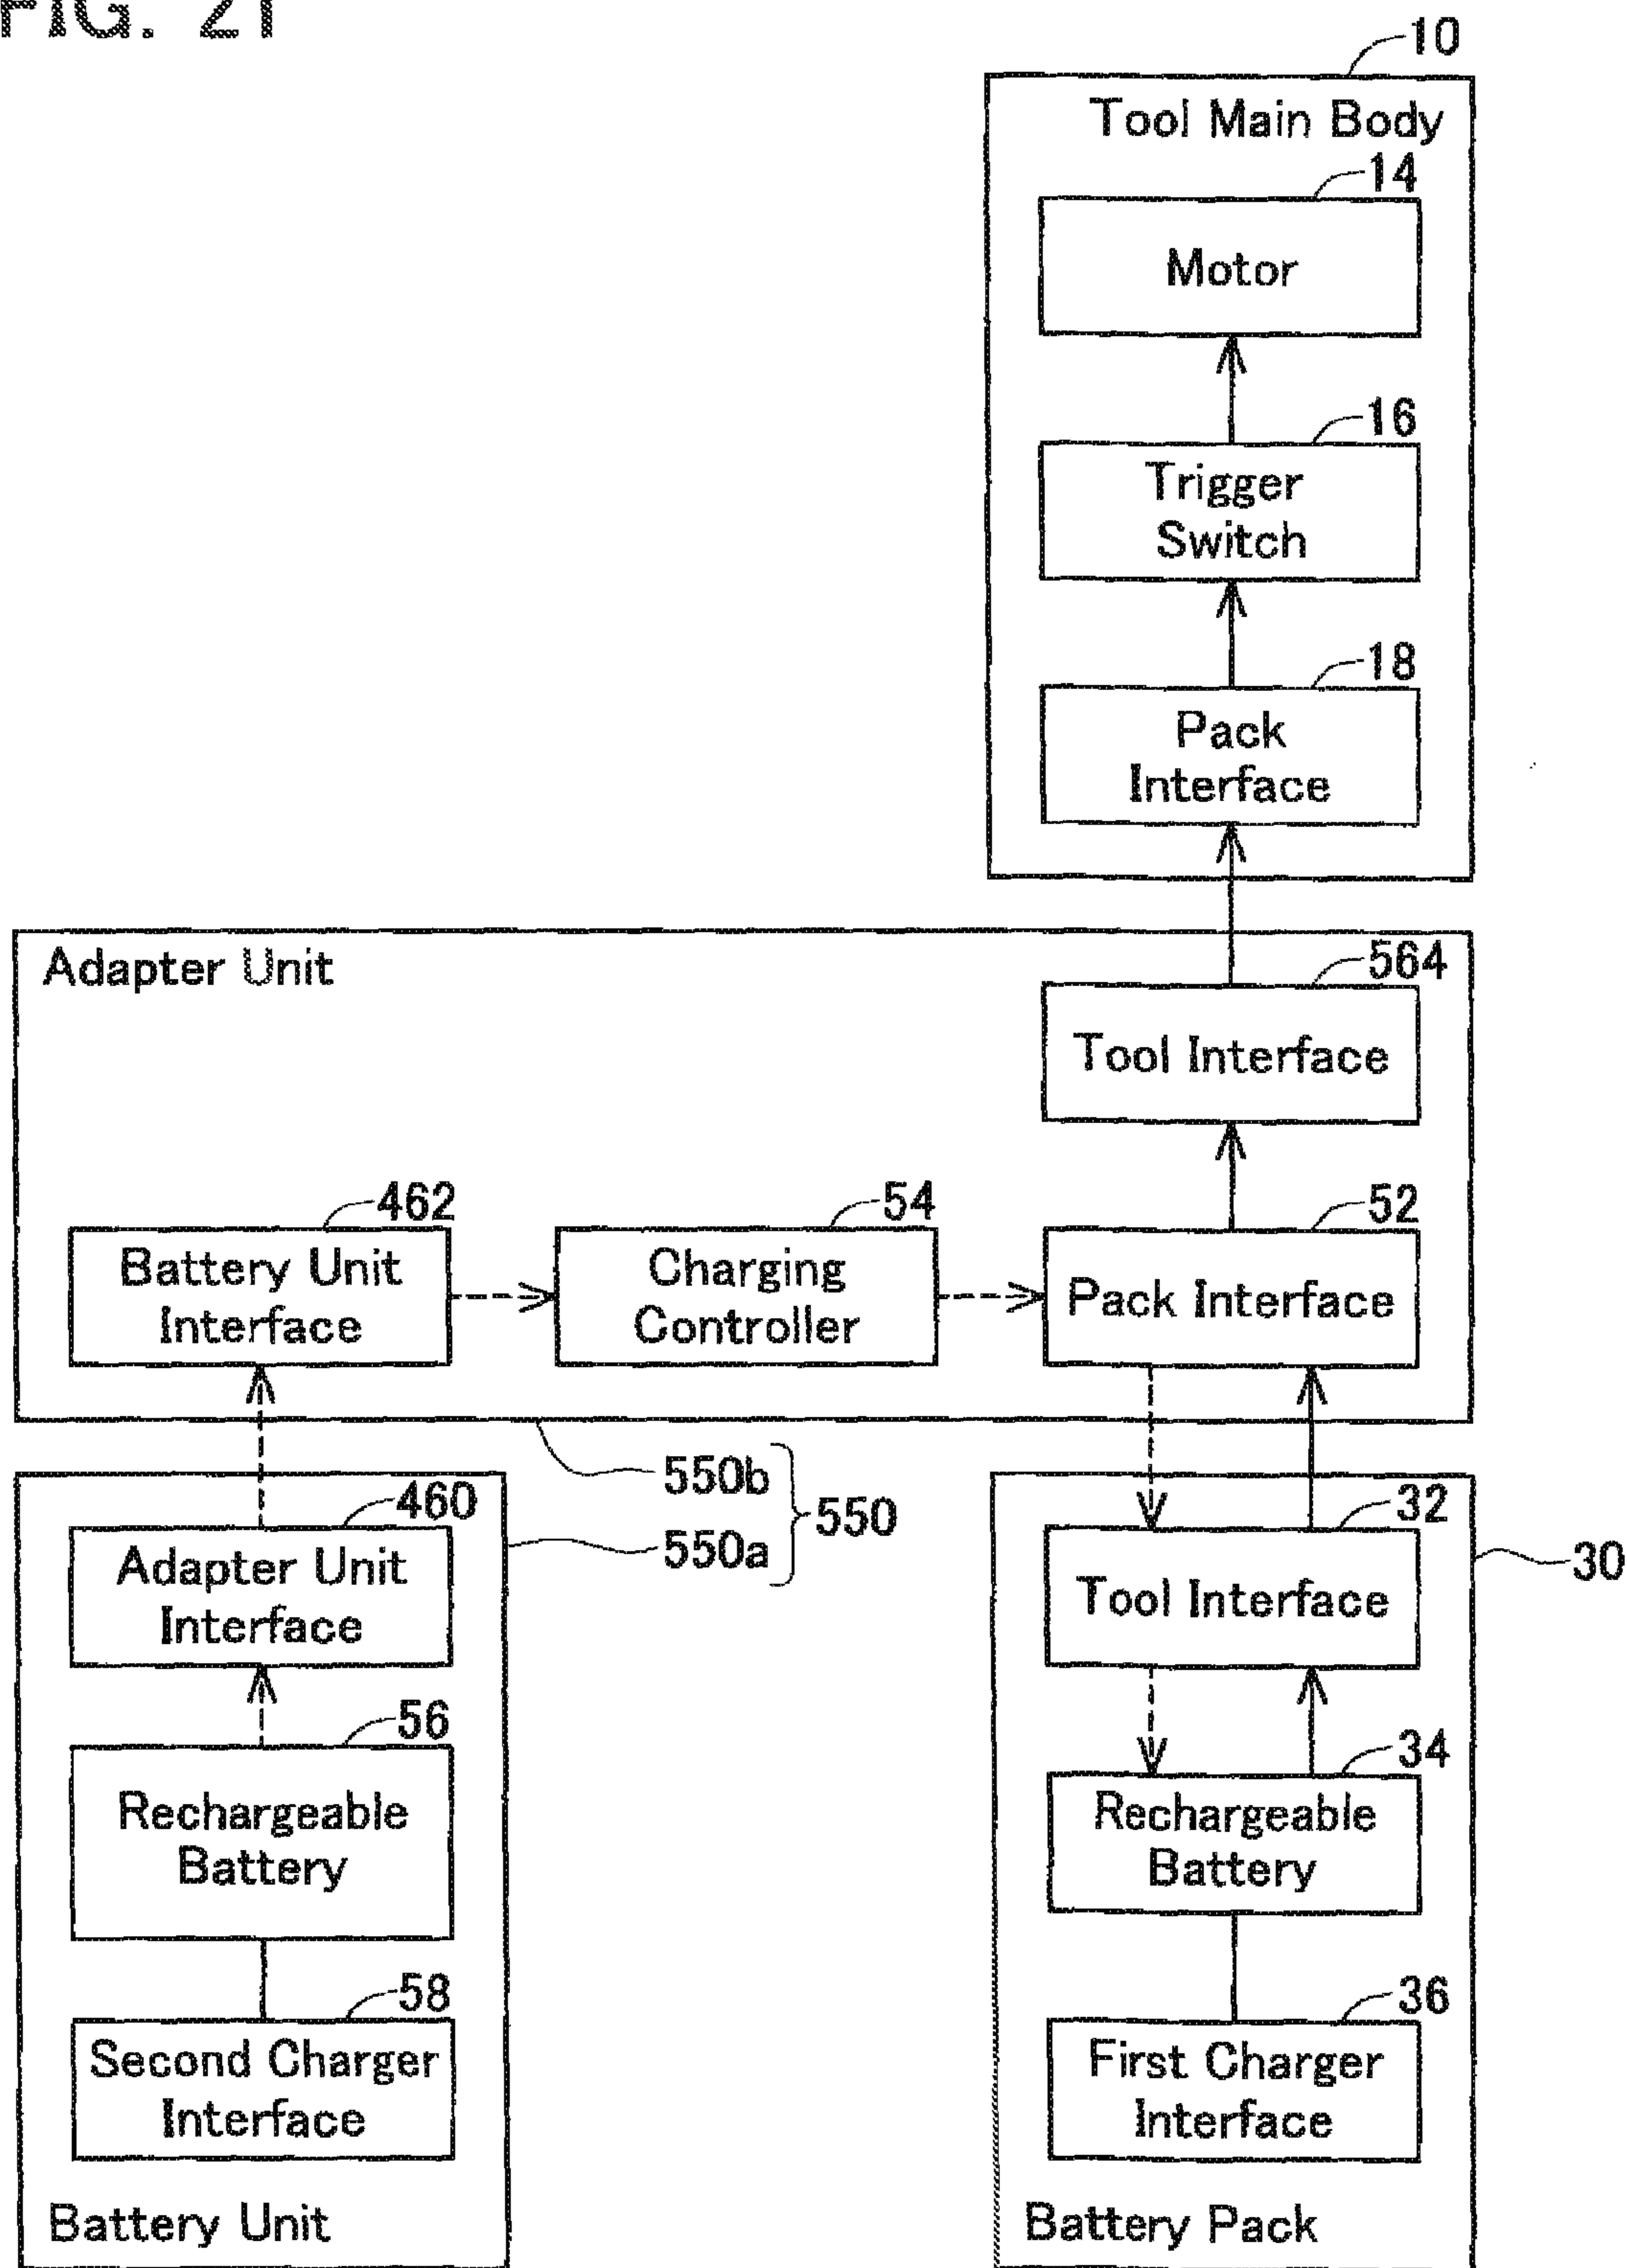 FIG. 21
10
Tool Main Body
14
Motor
16
Trigger
Switch
18
Pack
Interface
Adapter Unit
564
Tool Interface
462
Battery Unit
Interface
54
Charging
Controller
52
Pack Interface
550b
550a
550
460
Adapter Unit
Interface
56
Rechargeable
Battery
58
Second Charger
Interface
Battery Unit
32
30
Tool Interface
34
Rechargeable
Battery
36
First Charger
Interface
Battery Pack